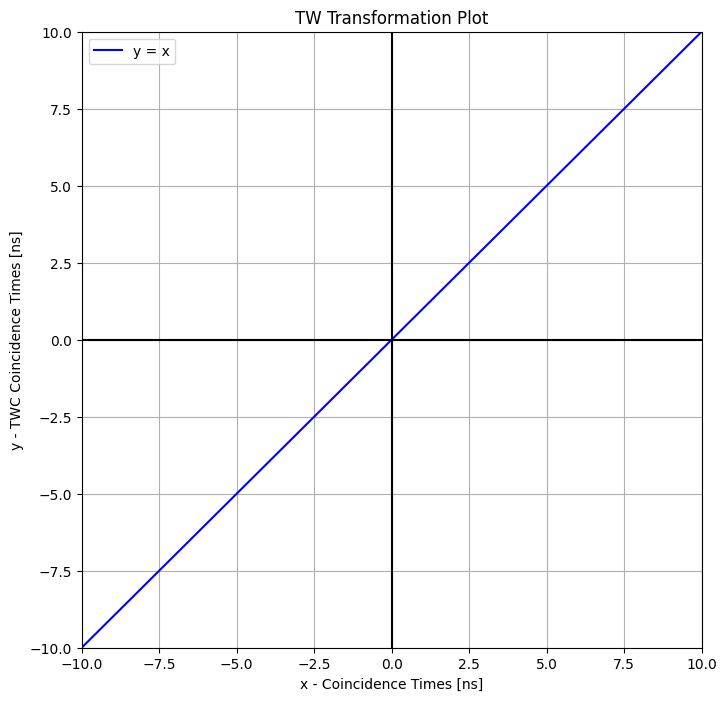 TW Transformation Plot
y = x
10.0
7.5
5.0
2.5
0.0
−2.5
−5.0
−7.5
−10.0
y - TWC Coincidence Times [ns]
−10.0 −7.5 −5.0 −2.5 0.0 2.5 5.0 7.5 10.0
x - Coincidence Times [ns]